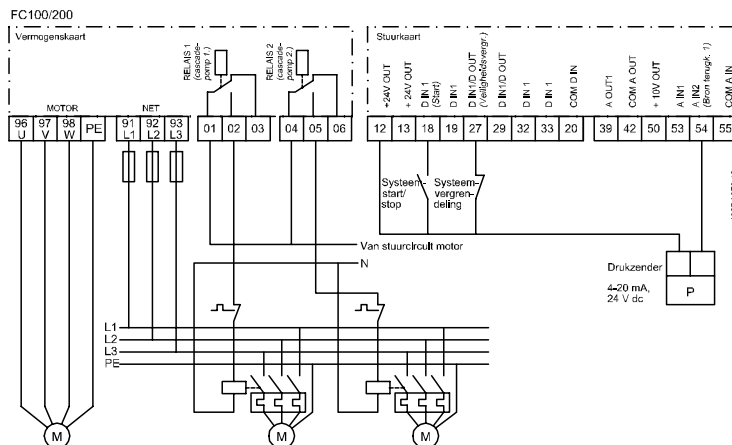 FC100/200
Vermogenskaart
Stuurkaart
RELAIS 1
(cascade-
pomp 1.)
RELAIS 2
(cascade-
pomp 2.)
+24V OUT
+ 24V OUT
D IN 1
(Start)
D IN1
D IN1/D OUT
(Veiligheidsvergr.)
D IN1/D OUT
D IN 1
D IN 1
COM D IN
A OUT1
COM A OUT
+ 10V OUT
A IN1
A IN2
(Bron terugk. 1)
COM A IN
MOTOR
NET
96 97 98 PE 91 92 93 01 02 03 04 05 06 12 13 18 19 27 29 32 33 20 39 42 50 53 54 55
U V W L1 L2 L3
Systeem-
start/
stop
Systeem-
vergren-
deling
Van stuurcircuit motor
N
Drukzender
4-20 mA,
24 V dc
P
L1
L2
L3
PE
M
M
M